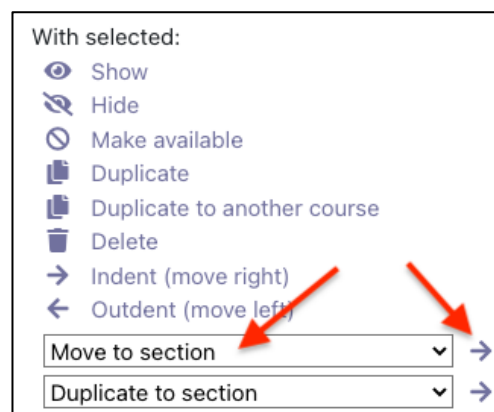 With selected:
Show
Hide
Make available
Duplicate
Duplicate to another course
Delete
Indent (move right)
Outdent (move left)
Move to section
Duplicate to section